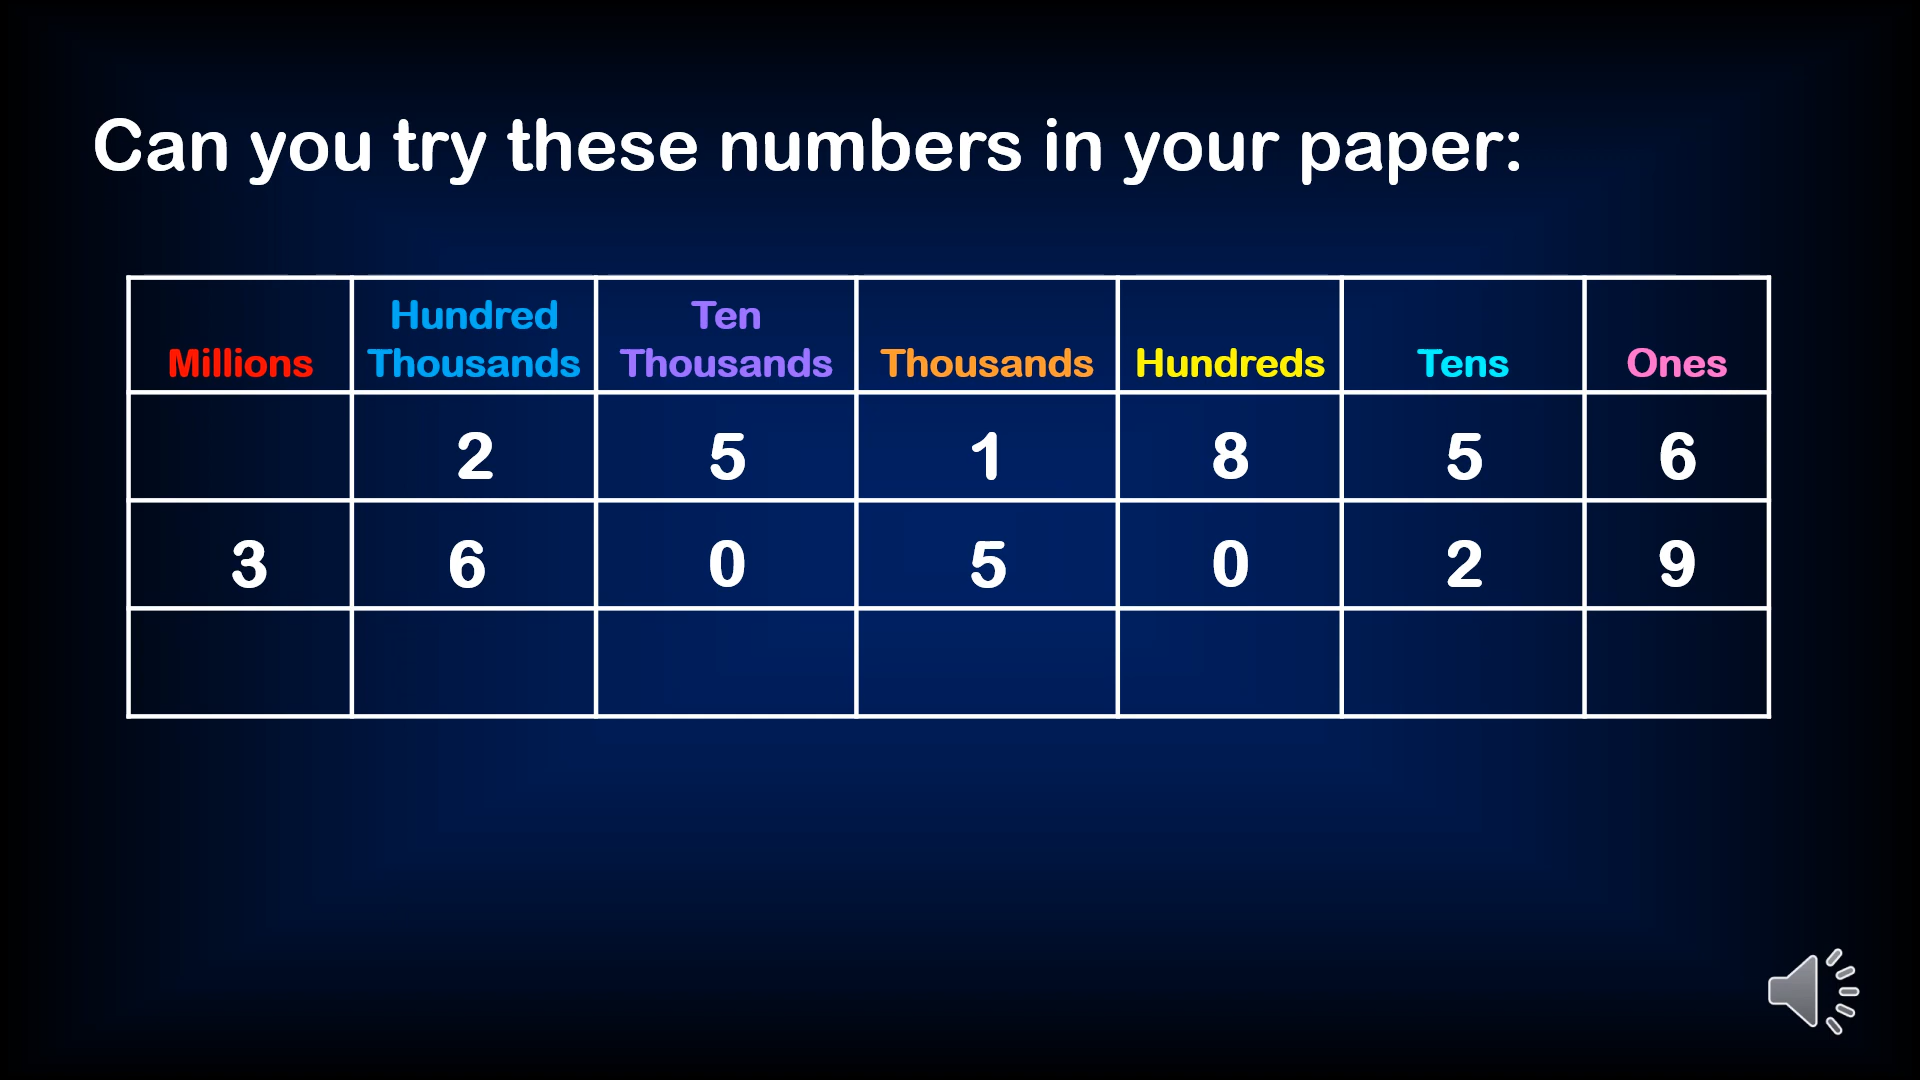 Can you try these numbers in your paper:
Millions Hundred Thousands Ten Thousands Thousands Hundreds Tens Ones
2 5 1 8 5 6
3 6 0 5 0 2 9